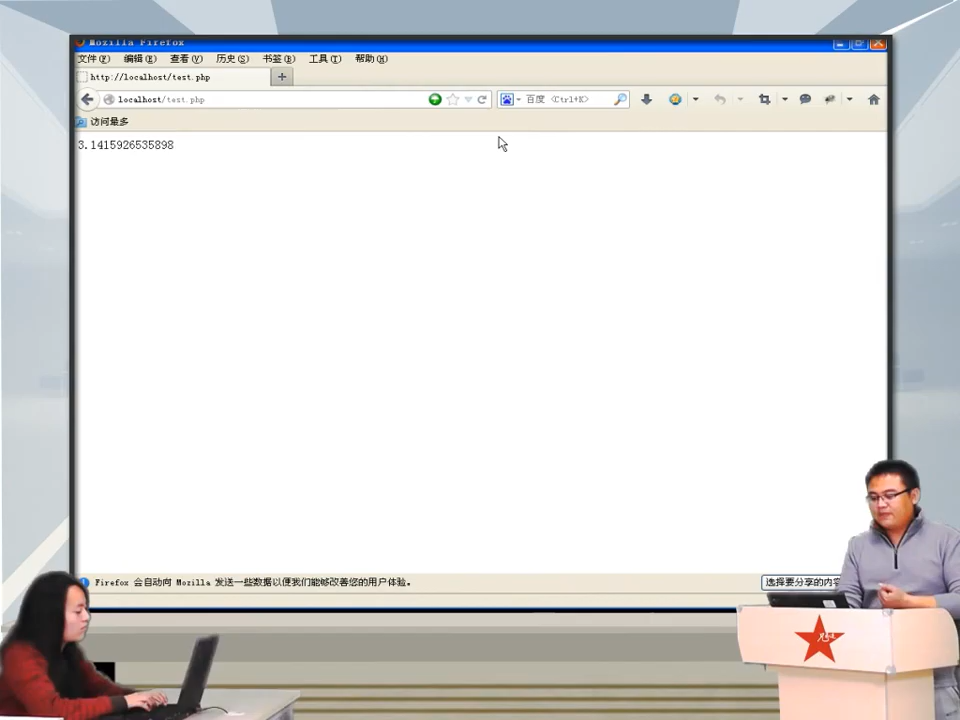 Mozilla Firefox
文件(F) 编辑(E) 查看(V) 历史(S) 书签(B) 工具(T) 帮助(H)
http://localhost/test.php
localhost/test.php
百度 <Ctrl+K>
访问最多
3.1415926535898
Firefox 会自动向 Mozilla 发送一些数据以便我们能够改善您的用户体验。
选择要分享的内容